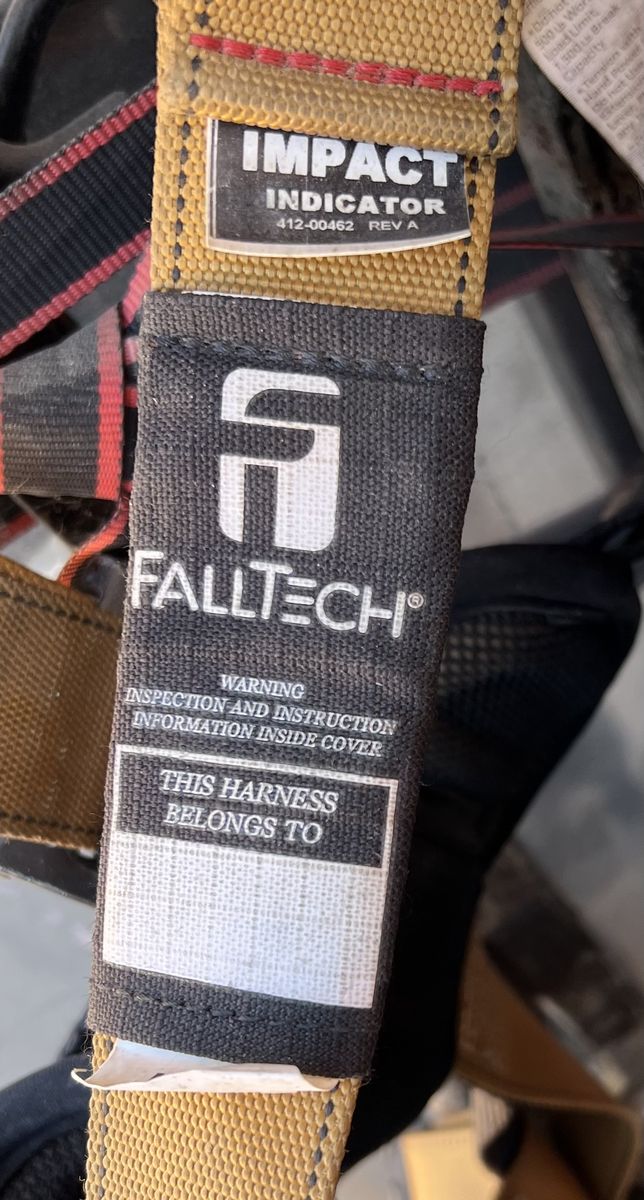 IMPACT
INDICATOR
412-00462 REV A
FALLTECH®
WARNING
INSPECTION AND INSTRUCTION
INFORMATION INSIDE COVER
THIS HARNESS
BELONGS TO